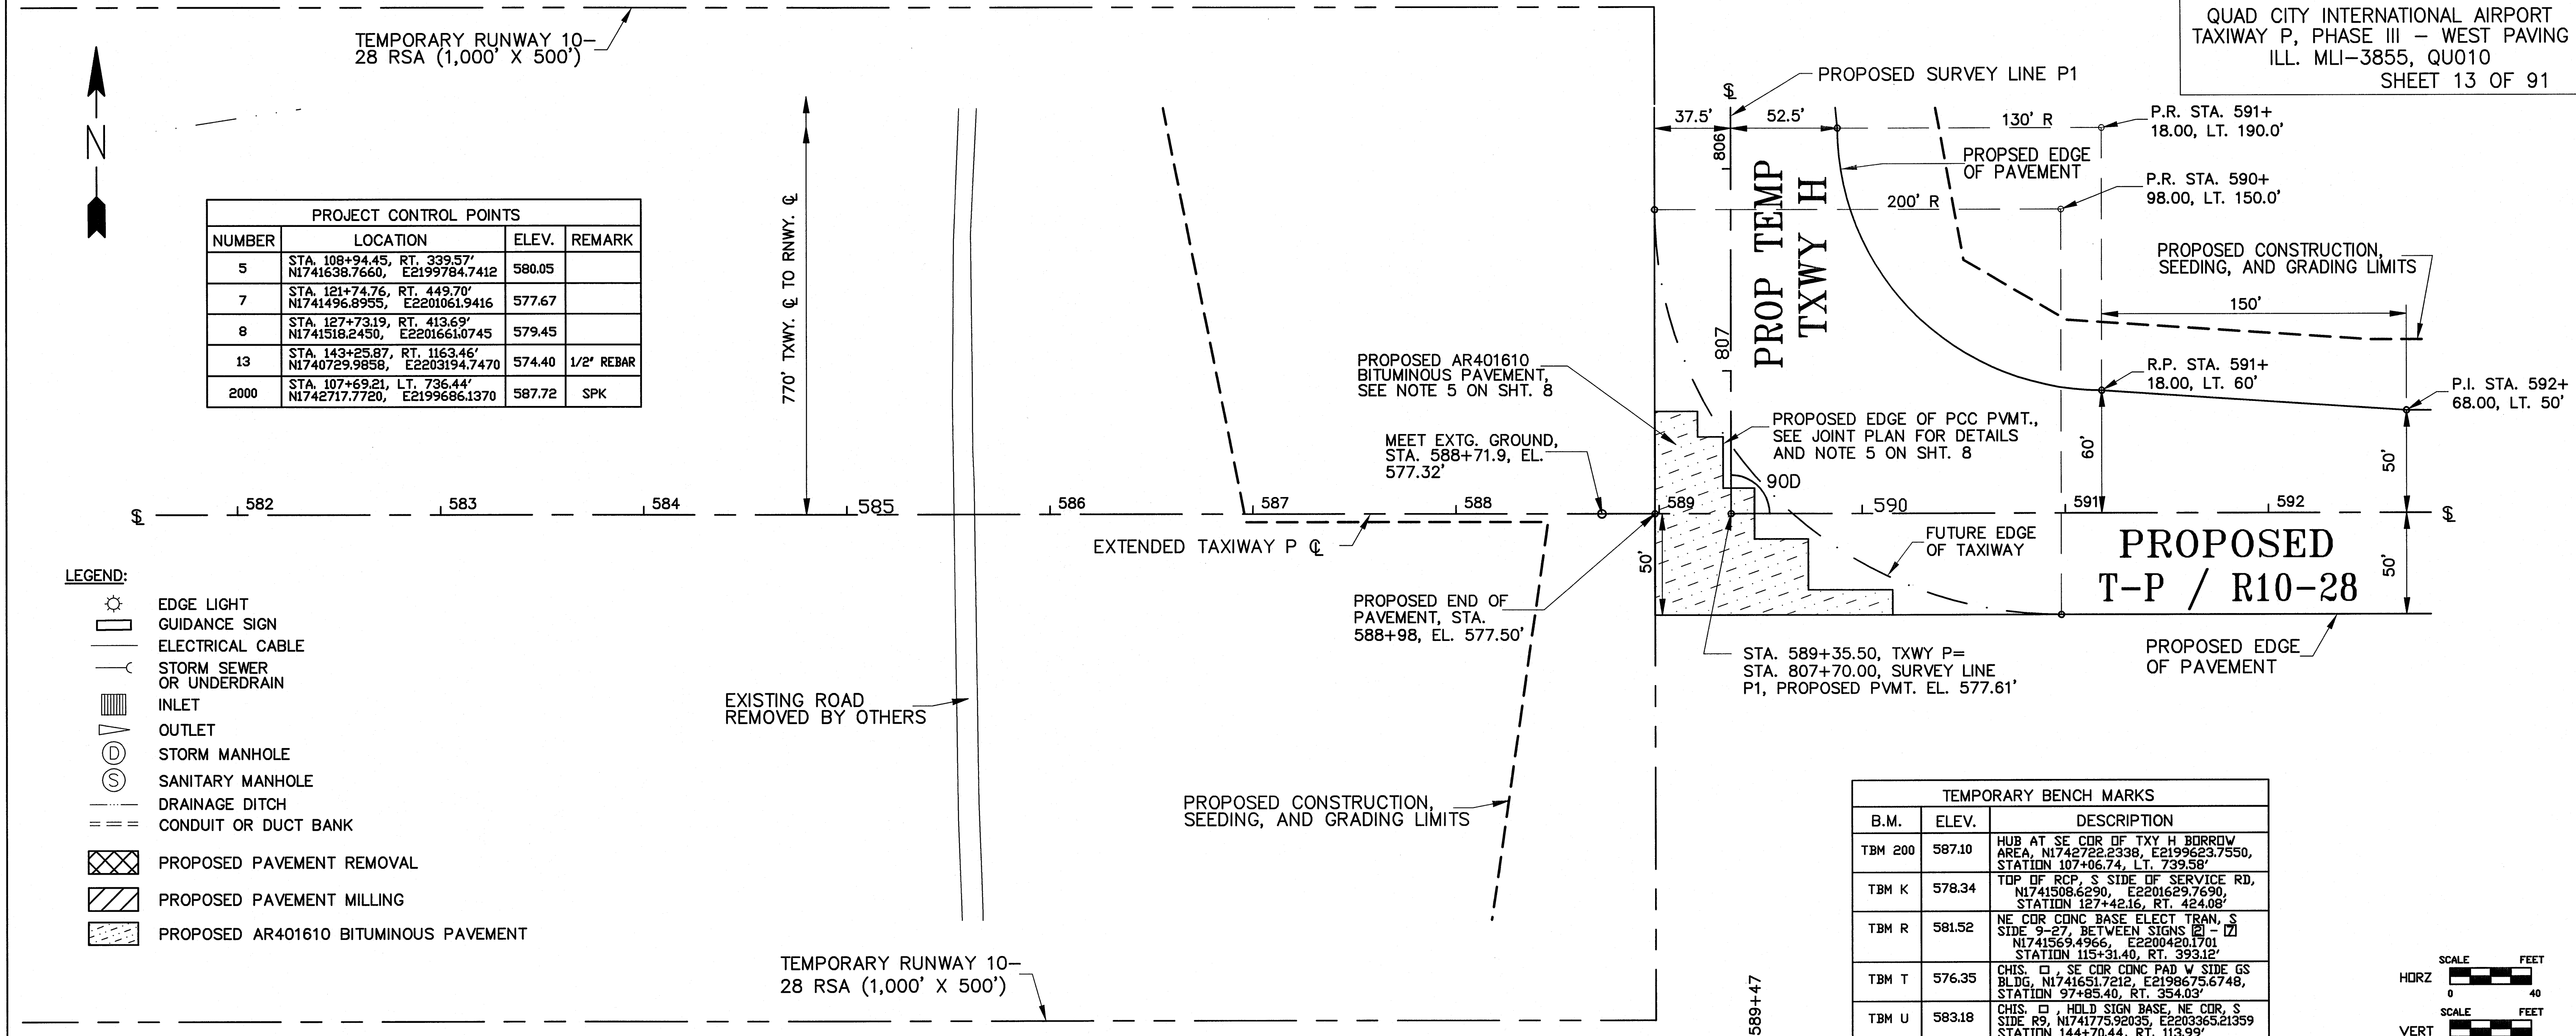 QUAD CITY INTERNATIONAL AIRPORT
TAXIWAY P, PHASE III – WEST PAVING
ILL. MLI–3855, QU010
SHEET 13 OF 91
TEMPORARY RUNWAY 10–
28 RSA (1,000' X 500')
N
PROJECT CONTROL POINTS
NUMBER LOCATION ELEV. REMARK
5 STA. 108+94.45, RT. 339.57' 580.05
N1741638.7660, E2199784.7412
7 STA. 121+74.76, RT. 449.70' 577.67
N1741496.8955, E2201061.9416
8 STA. 127+73.19, RT. 413.69' 579.45
N1741518.2450, E2201661.0745
13 STA. 143+25.87, RT. 1163.46' 574.40 1/2" REBAR
N1740729.9858, E2203194.7470
2000 STA. 107+69.21, LT. 736.44' 587.72 SPK
N1742717.7720, E2199686.1370
770' TXWY. ℄ TO RNWY. ℄
PROPOSED SURVEY LINE P1
37.5'
52.5'
130' R
P.R. STA. 591+
18.00, LT. 190.0'
806
PROPSED EDGE
OF PAVEMENT
P.R. STA. 590+
98.00, LT. 150.0'
200' R
PROP TEMP
TXWY H
PROPOSED CONSTRUCTION,
SEEDING, AND GRADING LIMITS
150'
807
PROPOSED AR401610
BITUMINOUS PAVEMENT,
SEE NOTE 5 ON SHT. 8
R.P. STA. 591+
18.00, LT. 60'
P.I. STA. 592+
68.00, LT. 50'
MEET EXTG. GROUND,
STA. 588+71.9, EL.
577.32'
PROPOSED EDGE OF PCC PVMT.,
SEE JOINT PLAN FOR DETAILS
AND NOTE 5 ON SHT. 8
60'
50'
90D
582 583 584 585 586 587 588 589 590 591 592
EXTENDED TAXIWAY P ℄
FUTURE EDGE
OF TAXIWAY
PROPOSED
T-P / R10-28
50'
50'
PROPOSED END OF
PAVEMENT, STA.
588+98, EL. 577.50'
STA. 589+35.50, TXWY P=
STA. 807+70.00, SURVEY LINE
P1, PROPOSED PVMT. EL. 577.61'
PROPOSED EDGE
OF PAVEMENT
LEGEND:
EDGE LIGHT
GUIDANCE SIGN
ELECTRICAL CABLE
STORM SEWER
OR UNDERDRAIN
INLET
OUTLET
D STORM MANHOLE
S SANITARY MANHOLE
DRAINAGE DITCH
CONDUIT OR DUCT BANK
PROPOSED PAVEMENT REMOVAL
PROPOSED PAVEMENT MILLING
PROPOSED AR401610 BITUMINOUS PAVEMENT
EXISTING ROAD
REMOVED BY OTHERS
PROPOSED CONSTRUCTION,
SEEDING, AND GRADING LIMITS
TEMPORARY RUNWAY 10–
28 RSA (1,000' X 500')
589+47
TEMPORARY BENCH MARKS
B.M. ELEV. DESCRIPTION
TBM 200 587.10 HUB AT SE COR OF TXY H BORROW
AREA, N1742722.2338, E2199623.7550,
STATION 107+06.74, LT. 739.58'
TBM K 578.34 TOP OF RCP, S SIDE OF SERVICE RD,
N1741508.6290, E2201629.7690,
STATION 127+42.16, RT. 424.08'
TBM R 581.52 NE COR CONC BASE ELECT TRAN, S
SIDE 9-27, BETWEEN SIGNS 2 - 7
N1741569.4966, E2200420.1701
STATION 115+31.40, RT. 393.12'
TBM T 576.35 CHIS. □ , SE COR CONC PAD W SIDE GS
BLDG, N1741651.7212, E2198675.6748,
STATION 97+85.40, RT. 354.03'
TBM U 583.18 CHIS. □ , HOLD SIGN BASE, NE COR, S
SIDE R9, N1741775.92035, E2203365.21359
STATION 144+70.44, RT. 113.99'
SCALE FEET
HORZ
0 40
SCALE FEET
VERT